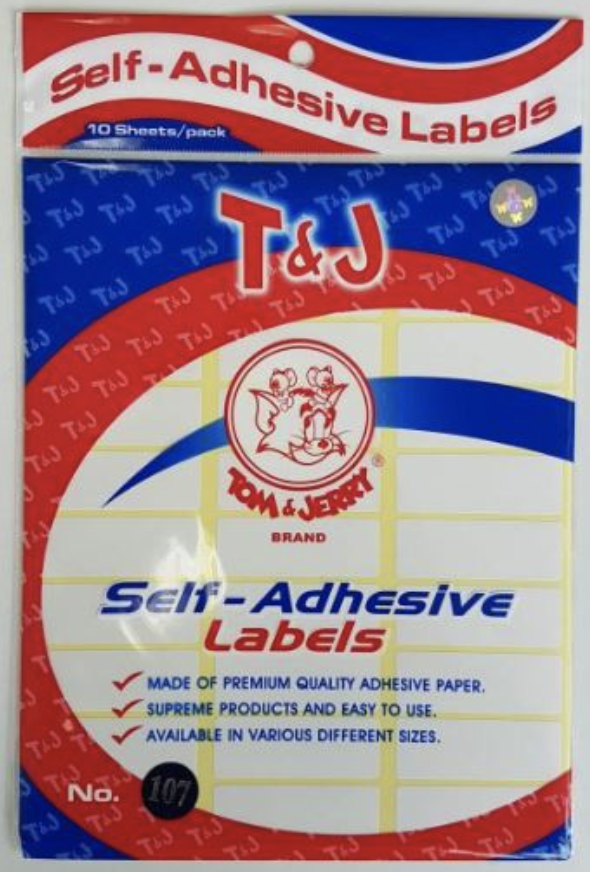 Self-Adhesive Labels
10 Sheets/pack
T&J
TOM & JERRY®
BRAND
Self-Adhesive
Labels
MADE OF PREMIUM QUALITY ADHESIVE PAPER.
SUPREME PRODUCTS AND EASY TO USE.
AVAILABLE IN VARIOUS DIFFERENT SIZES.
No. 107